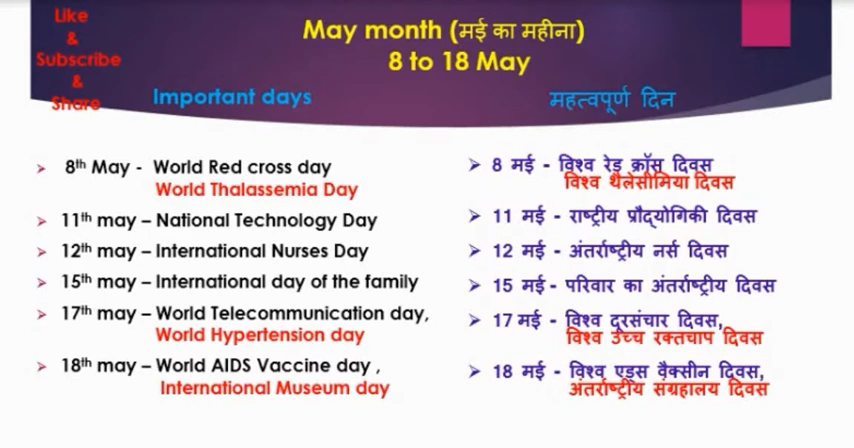 Like
&
Subscribe
&
Share
May month (मई का महीना)
8 to 18 May
Important days
महत्वपूर्ण दिन
8th May - World Red cross day
World Thalassemia Day
11th may – National Technology Day
12th may – International Nurses Day
15th may – International day of the family
17th may – World Telecommunication day,
World Hypertension day
18th may – World AIDS Vaccine day ,
International Museum day
8 मई - विश्व रेड क्रॉस दिवस
विश्व थैलेसीमिया दिवस
11 मई - राष्ट्रीय प्रौद्योगिकी दिवस
12 मई - अंतर्राष्ट्रीय नर्स दिवस
15 मई - परिवार का अंतर्राष्ट्रीय दिवस
17 मई - विश्व दूरसंचार दिवस,
विश्व उच्च रक्तचाप दिवस
18 मई - विश्व एड्स वैक्सीन दिवस,
अंतर्राष्ट्रीय संग्रहालय दिवस